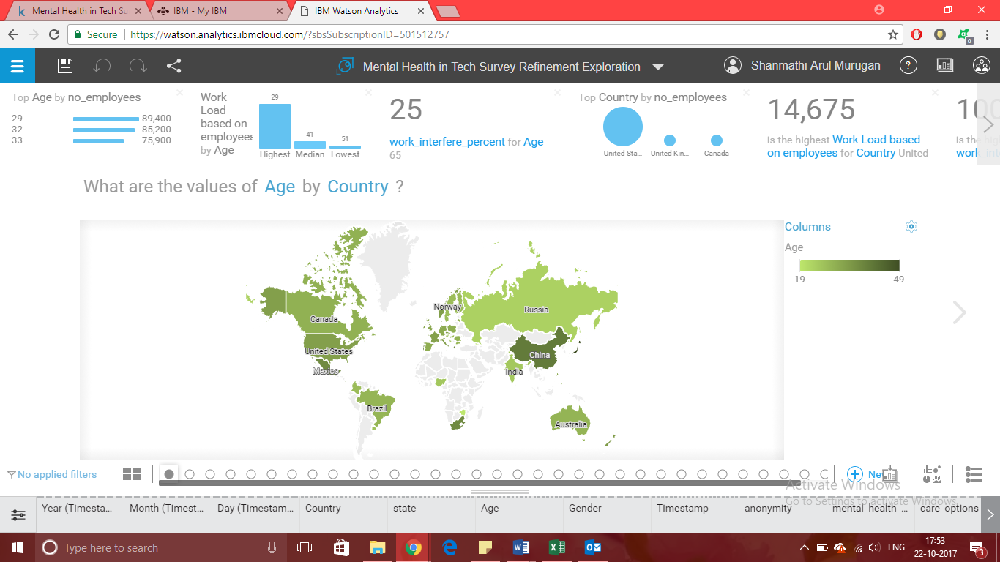 Mental Health in Tech Su
IBM - My IBM
IBM Watson Analytics
Secure
https://watson.analytics.ibmcloud.com/?sbsSubscriptionID=501512757
0
Mental Health in Tech Survey Refinement Exploration
Shanmathi Arul Murugan
?
Top Age by no_employees
29 89,400
32 85,200
33 75,900
Work
Load
based on
employees
by Age
29
41
51
Highest Median Lowest
25
work_interfere_percent for Age
65
Top Country by no_employees
United Sta... United Kin... Canada
14,675
is the highest Work Load based
on employees for Country United
What are the values of Age by Country ?
Columns
Age
19 49
Norway
Russia
Canada
United States
China
Mexico
India
Brazil
Australia
No applied filters
Activate Windows
Go to Settings to activate Windows.
Year (Timesta... Month (Timest... Day (Timestam... Country state Age Gender Timestamp anonymity mental_health_... care_options
Type here to search
ENG
17:53
22-10-2017
3